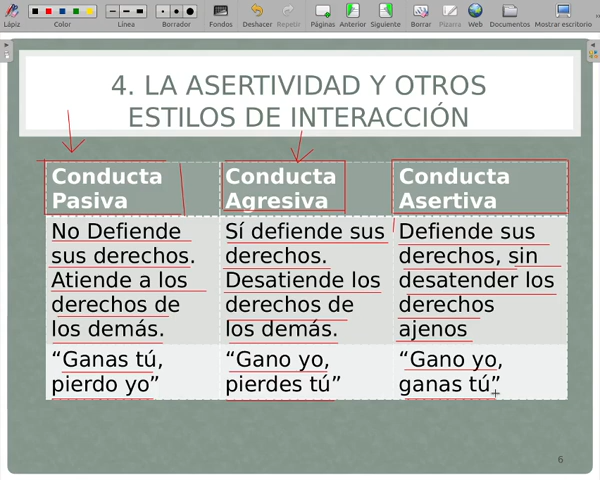 Lápiz
Color
Línea
Borrador
Fondos
Deshacer
Repetir
Páginas
Anterior
Siguiente
Borrar
Pizarra
Web
Documentos
Mostrar escritorio
4. LA ASERTIVIDAD Y OTROS
ESTILOS DE INTERACCIÓN
Conducta
Pasiva
Conducta
Agresiva
Conducta
Asertiva
No Defiende
sus derechos.
Atiende a los
derechos de
los demás.
Sí defiende sus
derechos.
Desatiende los
derechos de
los demás.
Defiende sus
derechos, sin
desatender los
derechos
ajenos
“Ganas tú,
pierdo yo”
“Gano yo,
pierdes tú”
“Gano yo,
ganas tú”
6